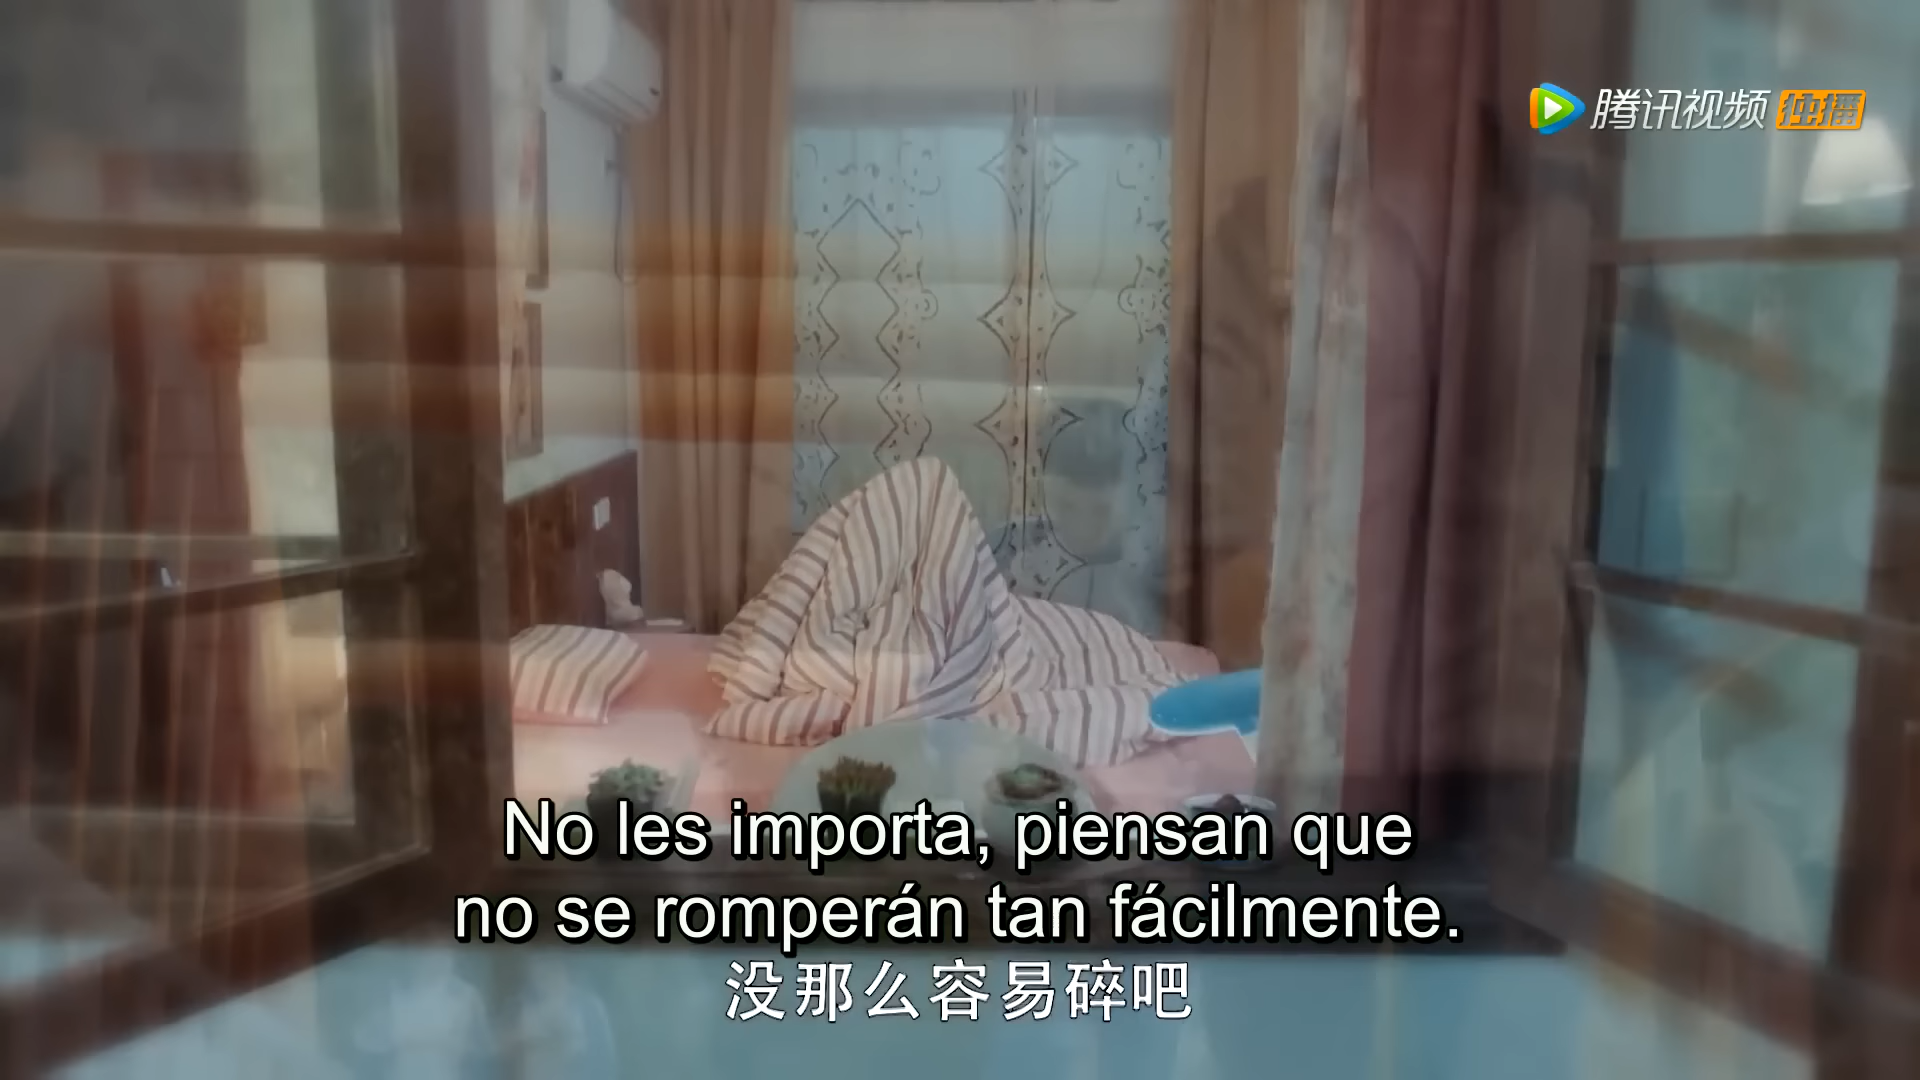 腾讯视频 独播
No les importa, piensan que
no se romperán tan fácilmente.
没那么容易碎吧